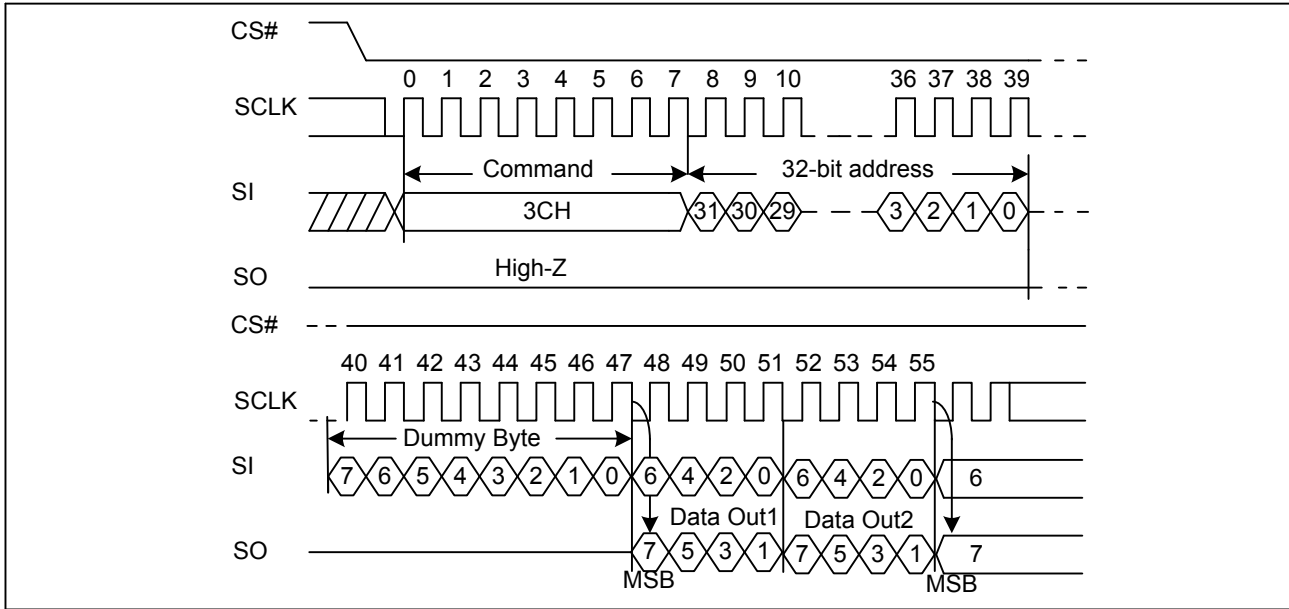 CS#
0 1 2 3 4 5 6 7 8 9 10 36 37 38 39
SCLK
Command 32-bit address
SI
3CH 31 30 29 3 2 1 0
High-Z
SO
CS#
40 41 42 43 44 45 46 47 48 49 50 51 52 53 54 55
SCLK
Dummy Byte
SI
7 6 5 4 3 2 1 0 6 4 2 0 6 4 2 0 6
Data Out1 Data Out2
SO
7 5 3 1 7 5 3 1 7
MSB MSB